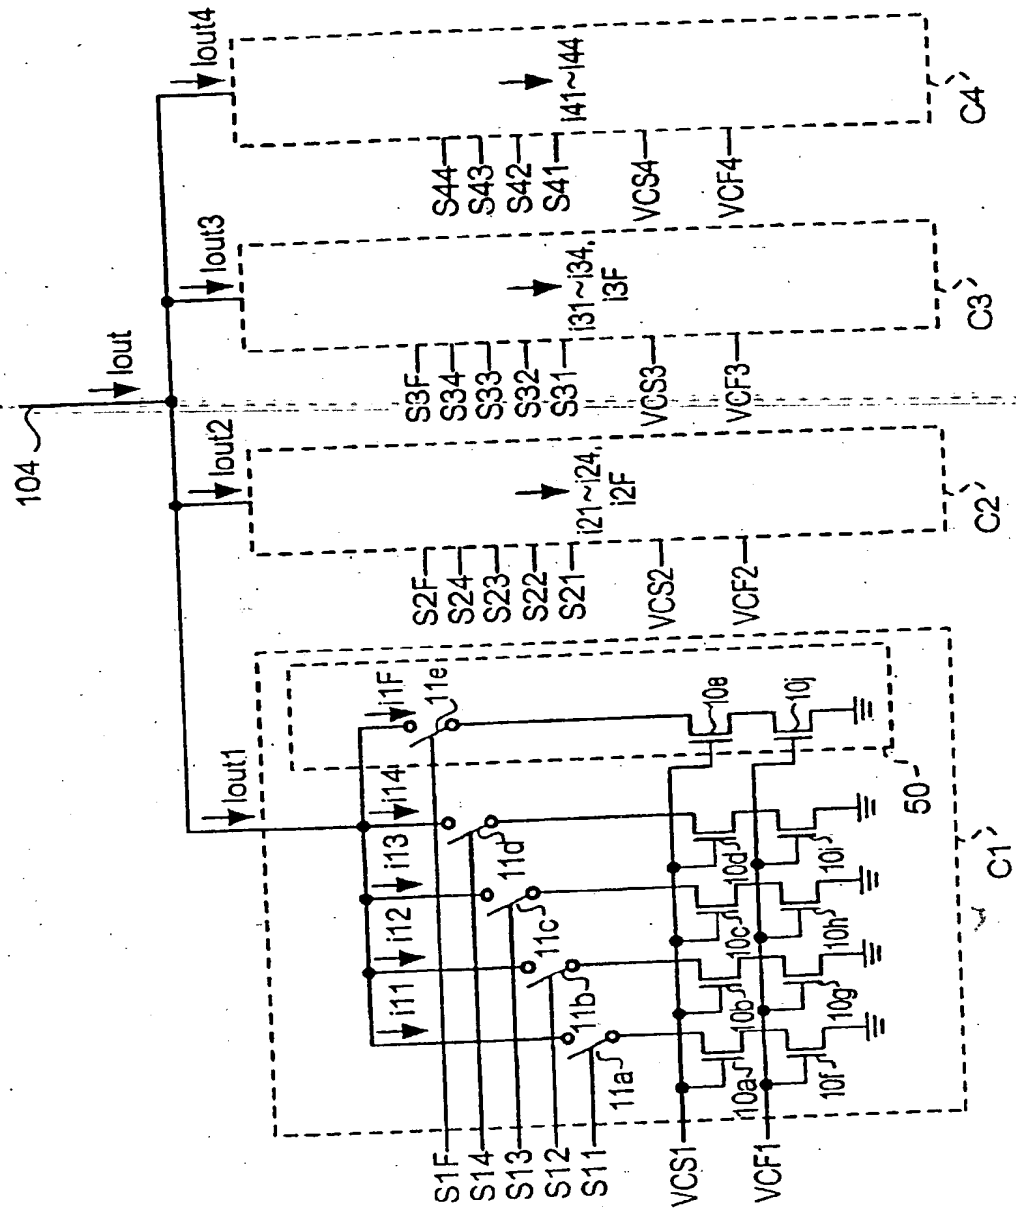 104
Iout
Iout1
Iout2
Iout3
Iout4
S1F
S14
S13
S12
S11
VCS1
VCF1
i11
i12
i13
i14
i1F
11a
11b
11c
11d
11e
10a
10b
10c
10d
10e
10f
10g
10h
10i
10j
50
C1'
S2F
S24
S23
S22
S21
VCS2
VCF2
i21~i24,
i2F
C2'
S3F
S34
S33
S32
S31
VCS3
VCF3
i31~i34,
i3F
C3'
S44
S43
S42
S41
VCS4
VCF4
i41~i44
C4'